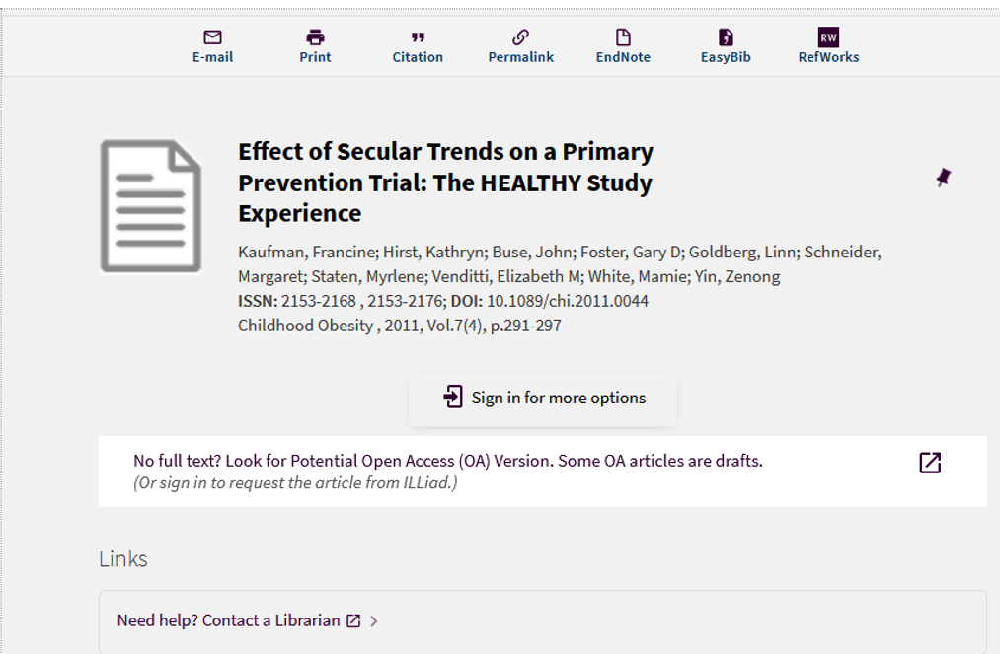 E-mail Print Citation Permalink EndNote EasyBib RW RefWorks
Effect of Secular Trends on a Primary
Prevention Trial: The HEALTHY Study
Experience
Kaufman, Francine; Hirst, Kathryn; Buse, John; Foster, Gary D; Goldberg, Linn; Schneider,
Margaret; Staten, Myrlene; Venditti, Elizabeth M; White, Mamie; Yin, Zenong
ISSN: 2153-2168 , 2153-2176; DOI: 10.1089/chi.2011.0044
Childhood Obesity , 2011, Vol.7(4), p.291-297
Sign in for more options
No full text? Look for Potential Open Access (OA) Version. Some OA articles are drafts.
(Or sign in to request the article from ILLiad.)
Links
Need help? Contact a Librarian